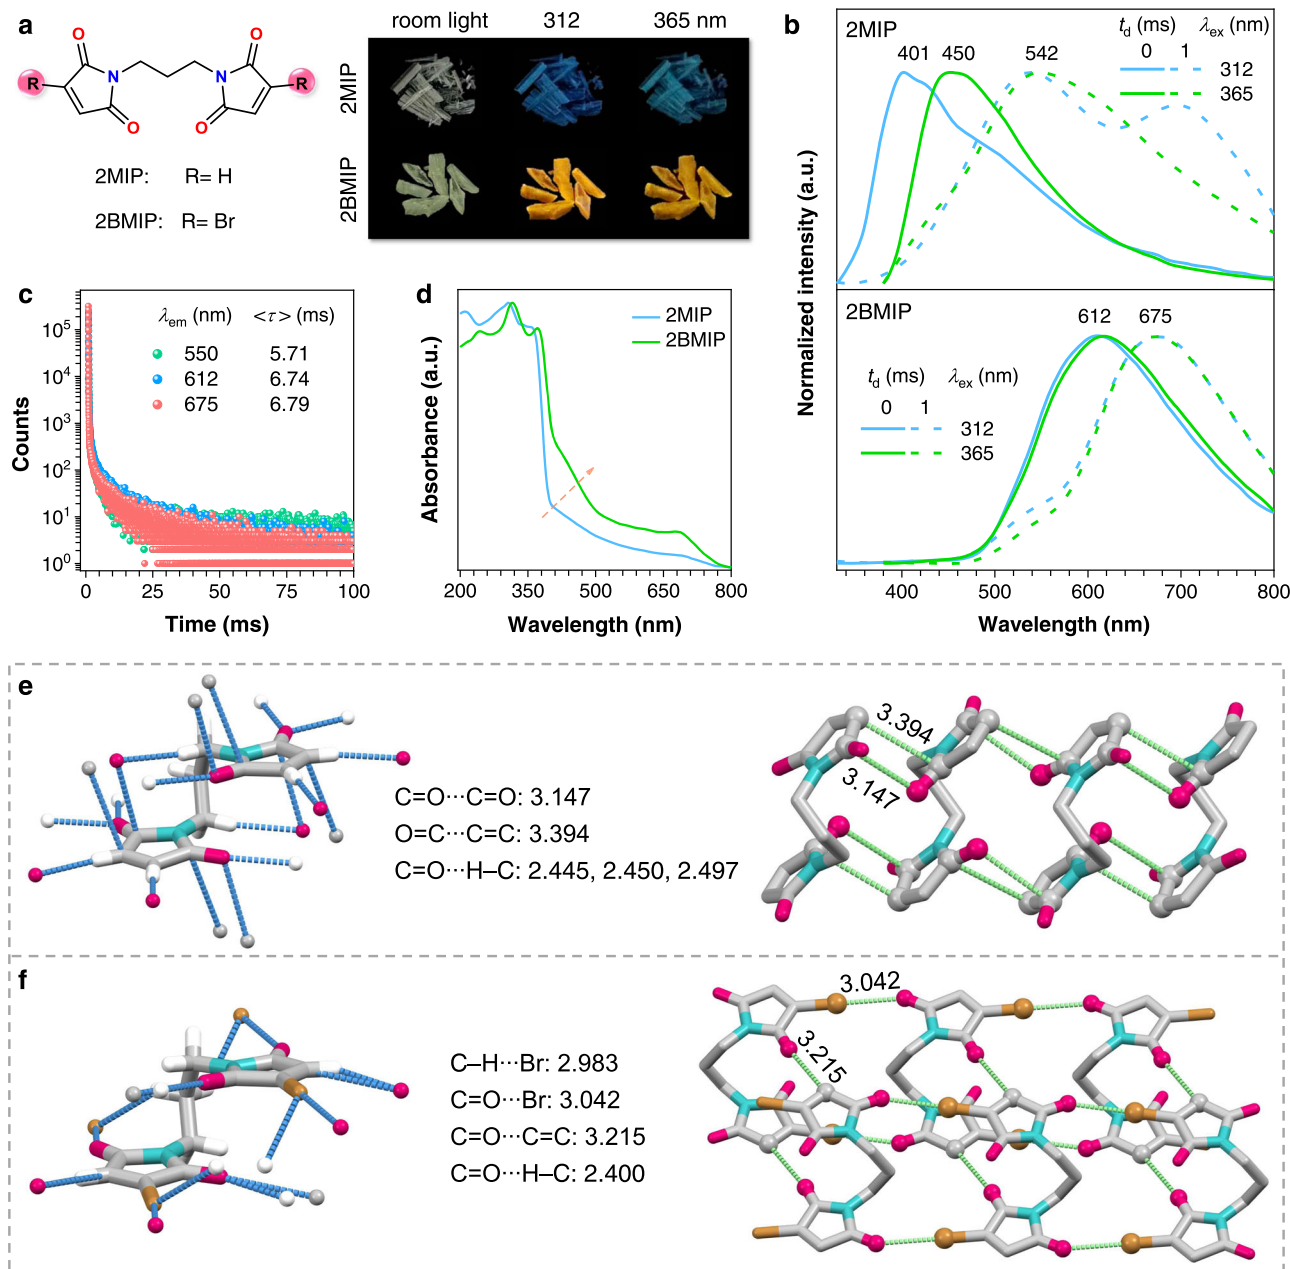 a
room light 312 365 nm
2MIP
2BMIP
O O
R N N R
O O
2MIP: R= H
2BMIP: R= Br
b
2MIP
401 450 542
t_d (ms) λ_ex (nm)
0 1
312
365
2BMIP
612 675
t_d (ms) λ_ex (nm)
0 1
312
365
Normalized intensity (a.u.)
400 500 600 700 800
Wavelength (nm)
c
λ_em (nm) <τ> (ms)
550 5.71
612 6.74
675 6.79
Counts
10^5
10^4
10^3
10^2
10^1
10^0
0 25 50 75 100
Time (ms)
d
2MIP
2BMIP
Absorbance (a.u.)
200 350 500 650 800
Wavelength (nm)
e
C=O···C=O: 3.147
O=C···C=C: 3.394
C=O···H–C: 2.445, 2.450, 2.497
3.394
3.147
f
C–H···Br: 2.983
C=O···Br: 3.042
C=O···C=C: 3.215
C=O···H–C: 2.400
3.042
3.215